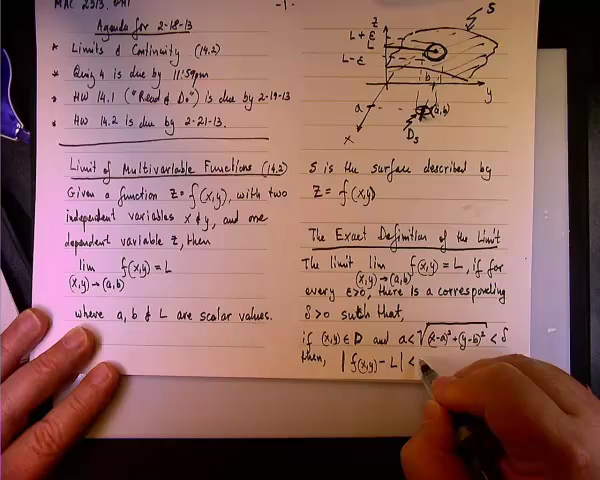 MAC 2313. 0H1
-1-
Agenda for 2-18-13
* Limits & Continuity (14.2)
* Quiz 4 is due by 11:59pm
* HW 14.1 ("Read & Do") is due by 2-19-13
* HW 14.2 is due by 2-21-13.
Limit of Multivariable Functions (14.2)
Given a function z = f(x,y), with two
independent variables x & y, and one
dependent variable z, then
lim f(x,y) = L
(x,y) → (a,b)
where a, b & L are scalar values.
z
S
L + ε
L
L - ε
b
y
a
(a,b)
x
Dδ
S is the surface described by
z = f(x,y)
The Exact Definition of the Limit
The limit lim f(x,y) = L, if for
(x,y) → (a,b)
every ε>0, there is a corresponding
δ>0 such that,
if (x,y) ∈ D and a < √(x-a)² + (y-b)² < δ
then, | f(x,y) - L | <